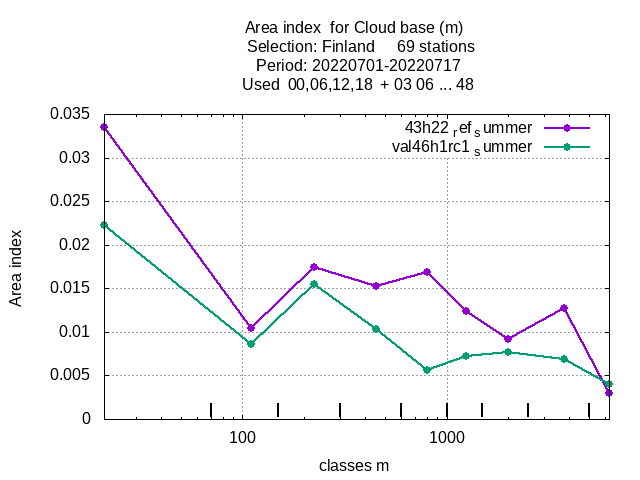 Area index  for Cloud base (m)
Selection: Finland     69 stations
Period: 20220701-20220717
Used  00,06,12,18  + 03 06 ... 48
43h22 ref summer
val46h1rc1 summer
0.035
0.03
0.025
0.02
0.015
0.01
0.005
0
Area index
100
1000
classes m